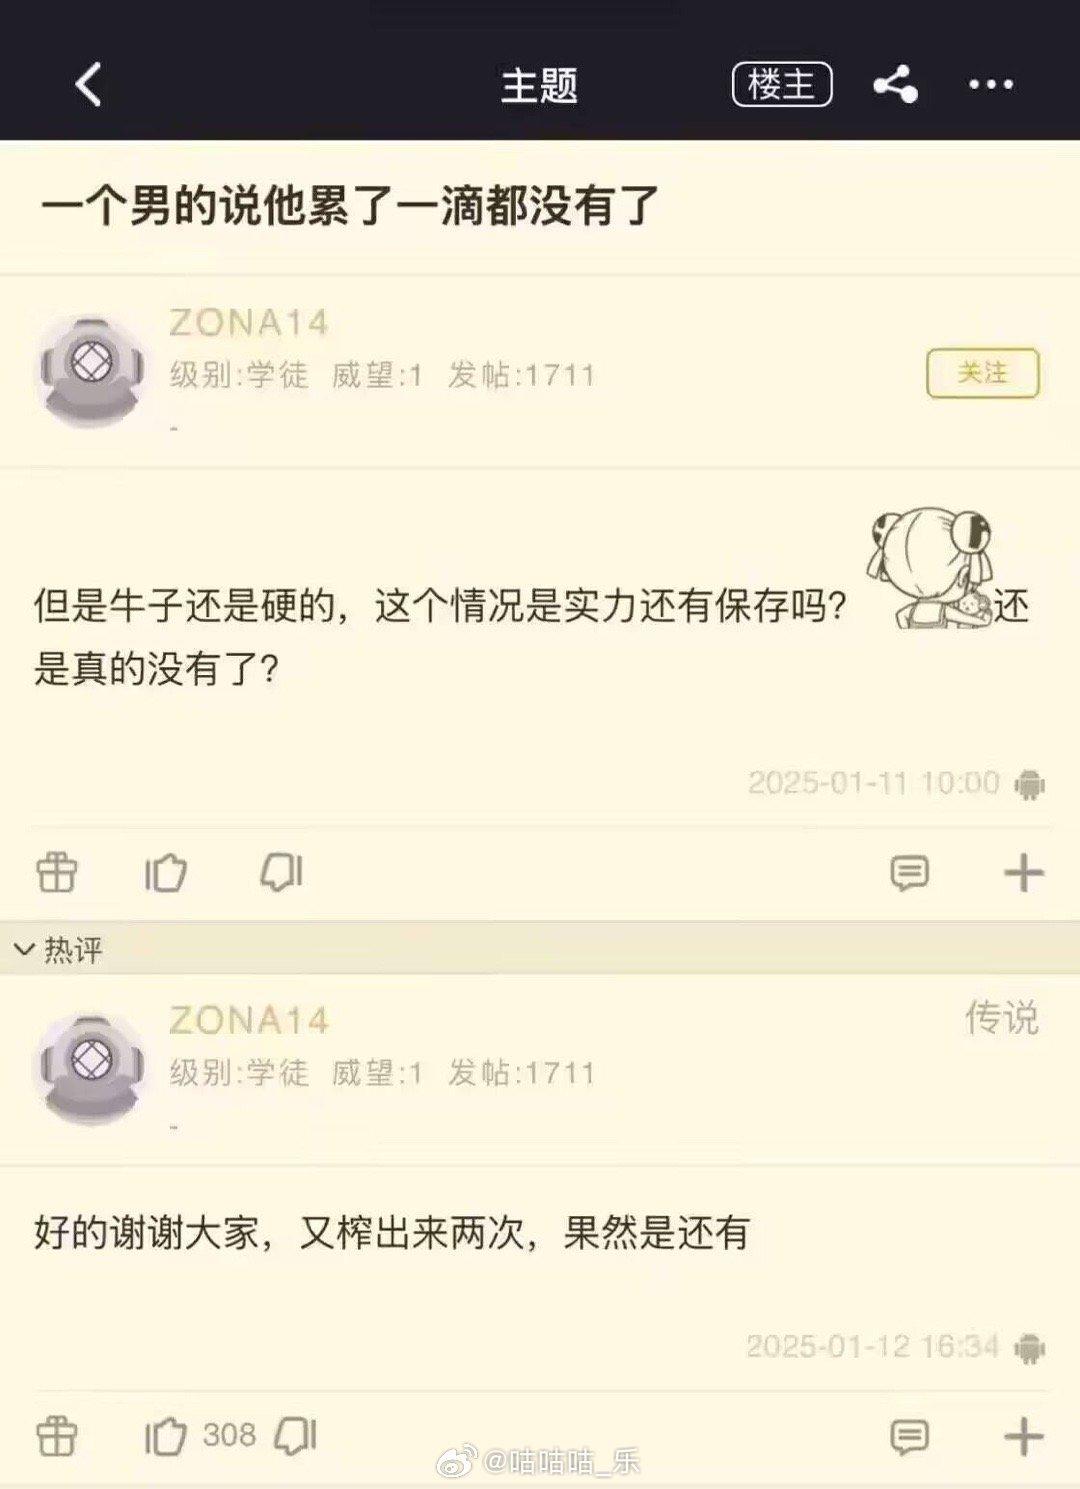 主题
楼主
一个男的说他累了一滴都没有了
ZONA14
级别:学徒 威望:1 发帖:1711
关注
-
但是牛子还是硬的，这个情况是实力还有保存吗？还
是真的没有了？
2025-01-11 10:00
热评
ZONA14
传说
级别:学徒 威望:1 发帖:1711
-
好的谢谢大家，又榨出来两次，果然是还有
2025-01-12 16:34
308
@咕咕咕_乐